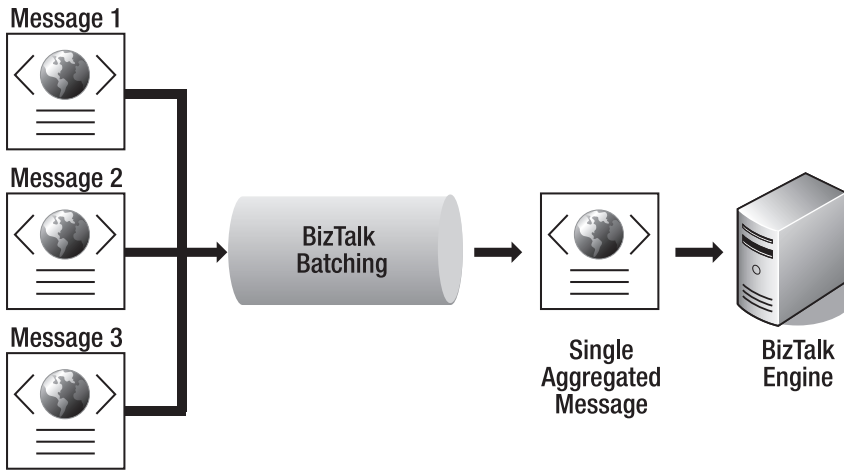 Message 1
Message 2
Message 3
BizTalk
Batching
Single
Aggregated
Message
BizTalk
Engine